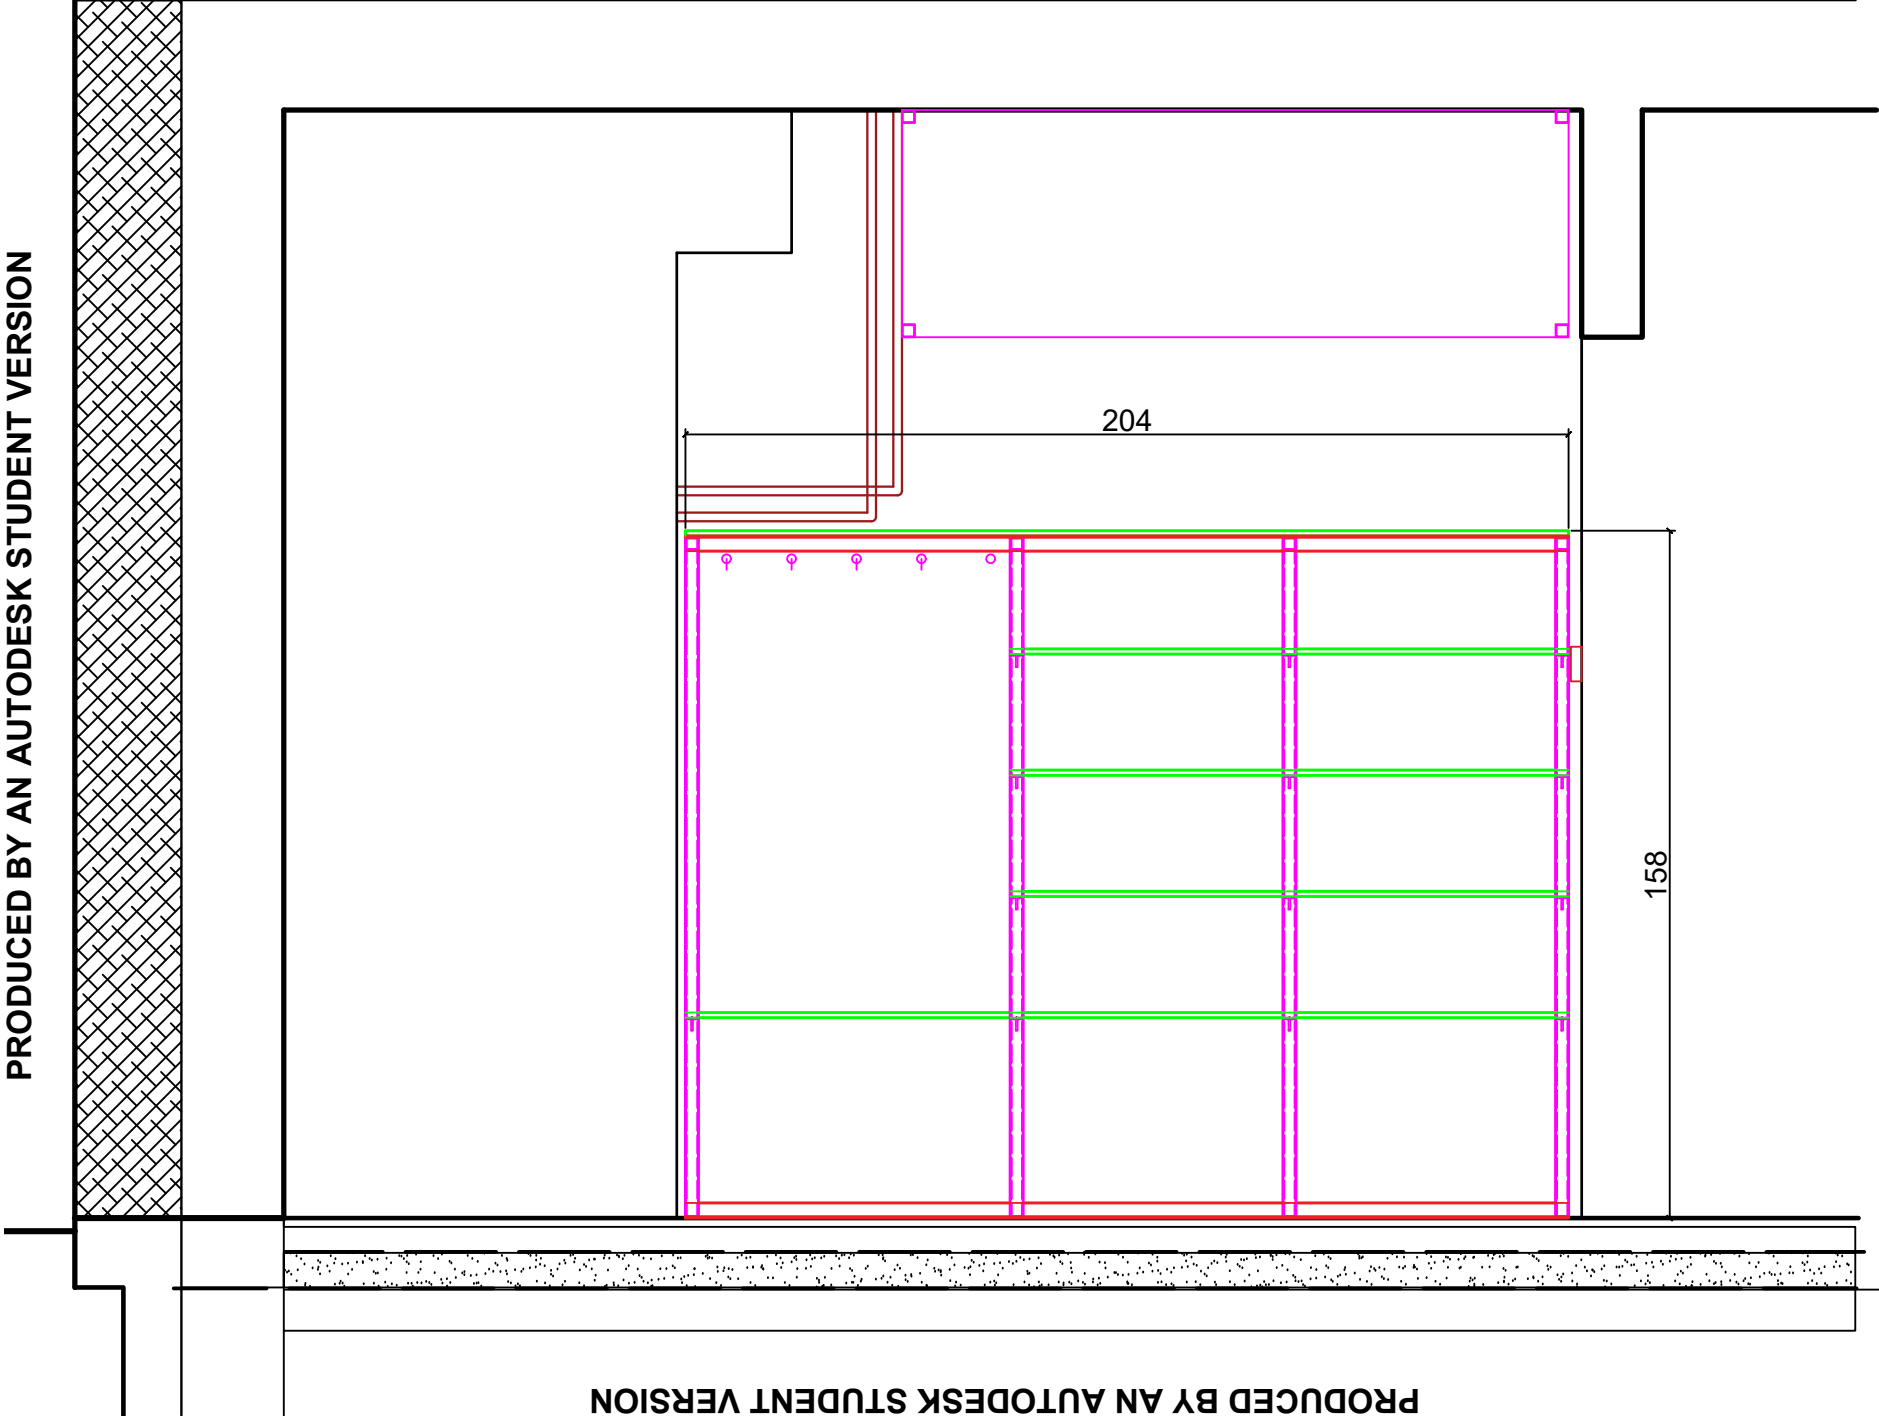 PRODUCED BY AN AUTODESK STUDENT VERSION
204
158
PRODUCED BY AN AUTODESK STUDENT VERSION